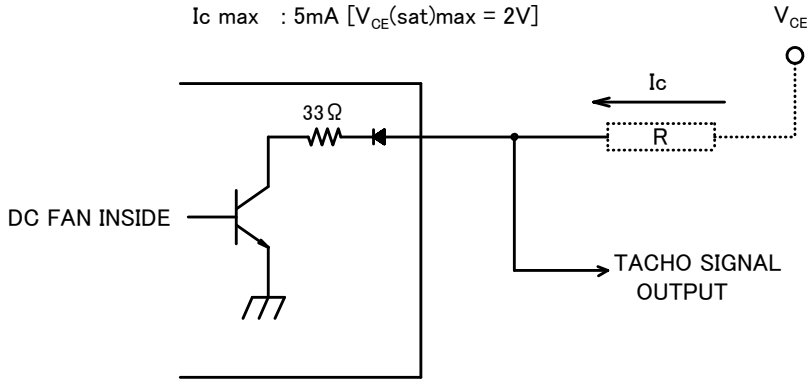 Ic max : 5mA [VCE(sat)max = 2V]
VCE
Ic
33Ω
R
DC FAN INSIDE
TACHO SIGNAL
OUTPUT